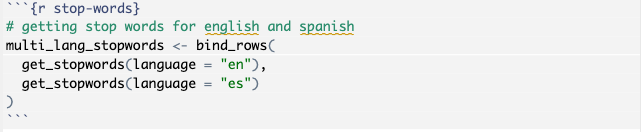 ```{r stop-words}
# getting stop words for english and spanish
multi_lang_stopwords <- bind_rows(
  get_stopwords(language = "en"),
  get_stopwords(language = "es")
)
```